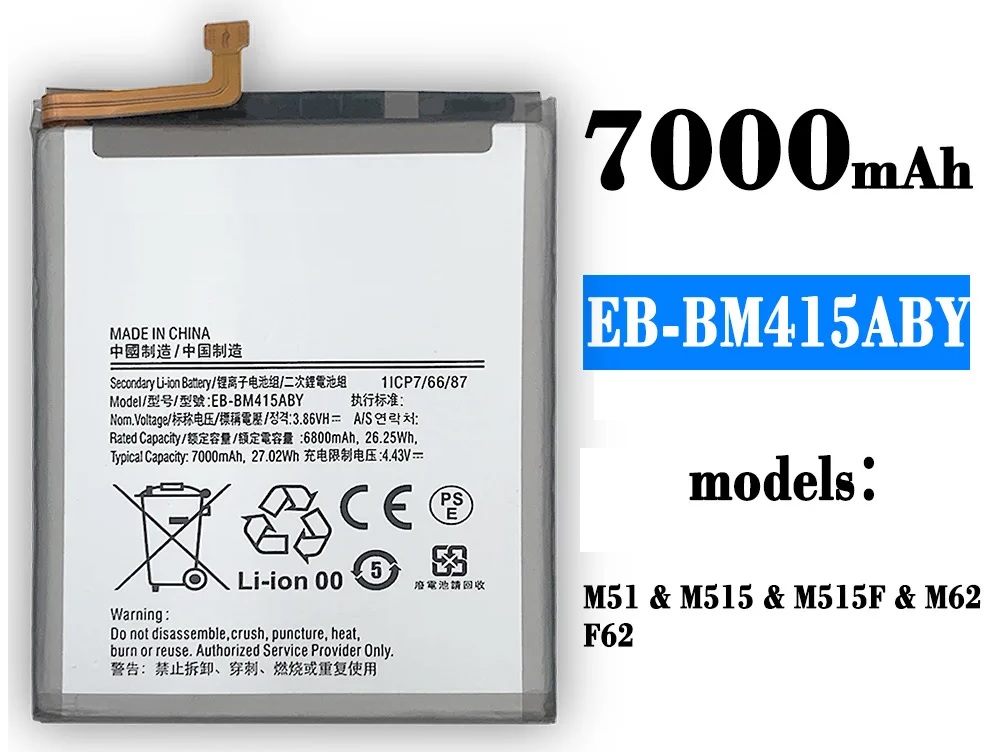 MADE IN CHINA
中國制造/中国制造
Secondary Li-ion Battery/锂离子电池组/二次鋰電池組 1ICP7/66/87
Model/型号/型號:EB-BM415ABY 执行标准:
Nom.Voltage/标称电压/標稱電壓/정격:3.86VH⎓ A/S 연락처:
Rated Capacity/额定容量/額定電容量:6800mAh, 26.25Wh,
Typical Capacity: 7000mAh, 27.02Wh 充电限制电压:4.43V⎓
CE
PS
E
Li-ion 00
5
廢電池請回收
Warning:
Do not disassemble,crush, puncture, heat,
burn or reuse. Authorized Service Provider Only.
警告: 禁止拆卸、穿刺、燃烧或重复使用
7000mAh
EB-BM415ABY
models:
M51 & M515 & M515F & M62
F62